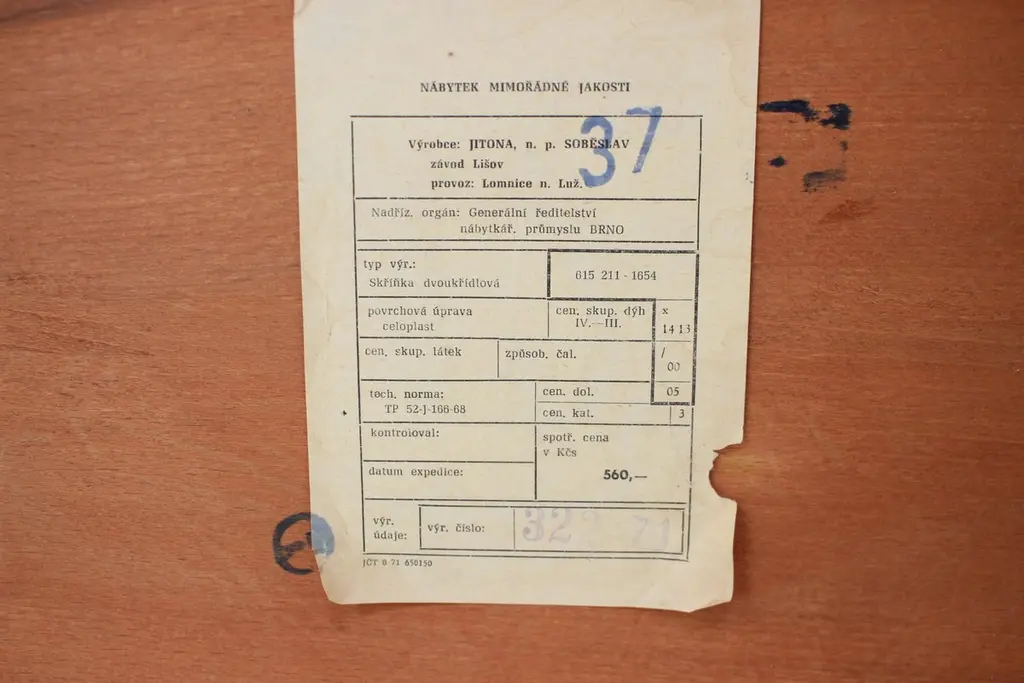 NÁBYTEK MIMOŘÁDNÉ JAKOSTI
37
Výrobce: JITONA, n. p. SOBĚSLAV
závod Lišov
provoz: Lomnice n. Luž.
Nadříz. orgán: Generální ředitelství
nábytkář. průmyslu BRNO
typ výr.:
Skříňka dvoukřídlová
615 211 - 1654
povrchová úprava
celoplast
cen. skup. dýh
IV.—III.
x
14 13
cen. skup. látek
způsob. čal.
/
00
tech. norma:
TP 52-J-166-68
cen. dol.
05
cen. kat.
3
kontroloval:
spotř. cena
v Kčs
560,—
datum expedice:
výr.
údaje:
výr. číslo:
71
JČT 0 71 650150